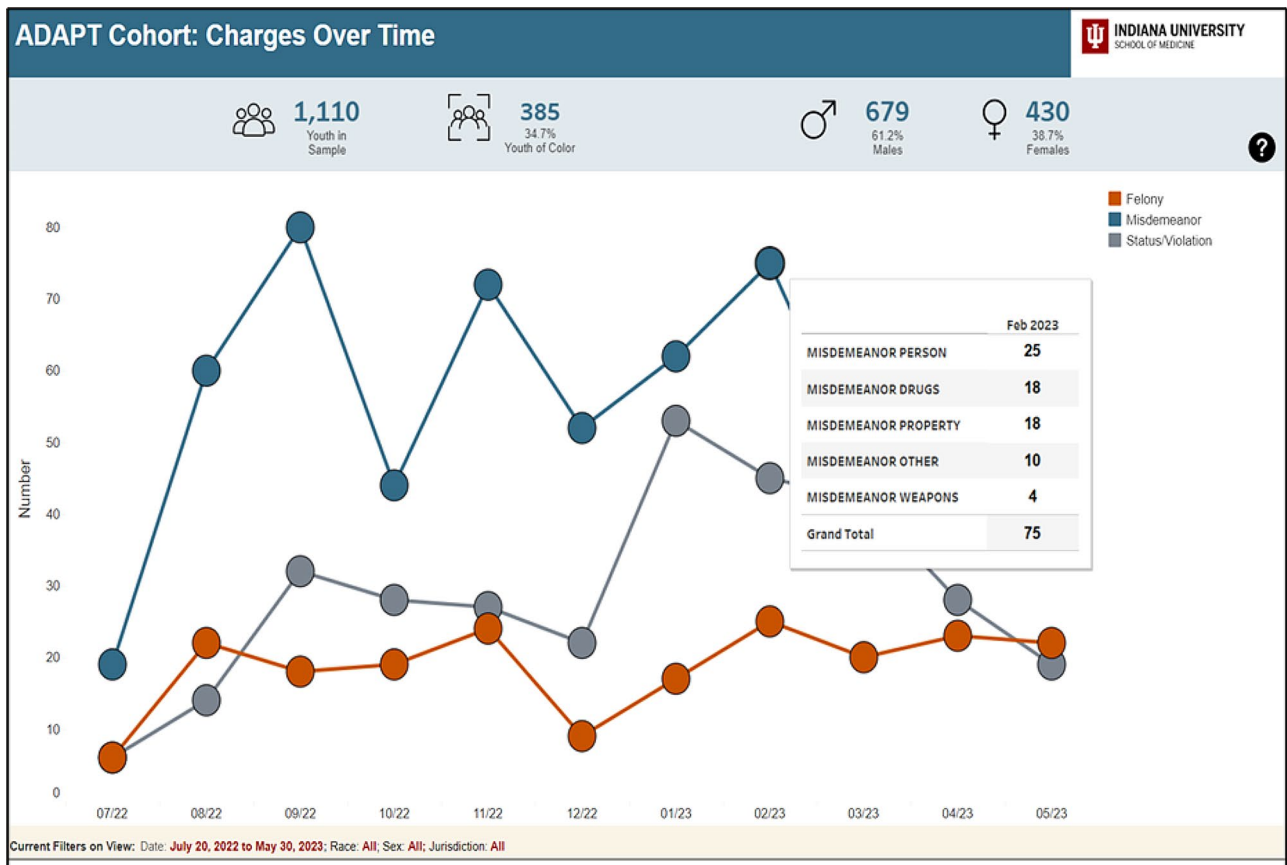 ADAPT Cohort: Charges Over Time
INDIANA UNIVERSITY
SCHOOL OF MEDICINE
1,110
Youth in
Sample
385
34.7%
Youth of Color
679
61.2%
Males
430
38.7%
Females
?
Felony
Misdemeanor
Status/Violation
Number
80
70
60
50
40
30
20
10
0
Feb 2023
MISDEMEANOR PERSON 25
MISDEMEANOR DRUGS 18
MISDEMEANOR PROPERTY 18
MISDEMEANOR OTHER 10
MISDEMEANOR WEAPONS 4
Grand Total 75
07/22 08/22 09/22 10/22 11/22 12/22 01/23 02/23 03/23 04/23 05/23
Current Filters on View: Date: July 20, 2022 to May 30, 2023; Race: All; Sex: All; Jurisdiction: All